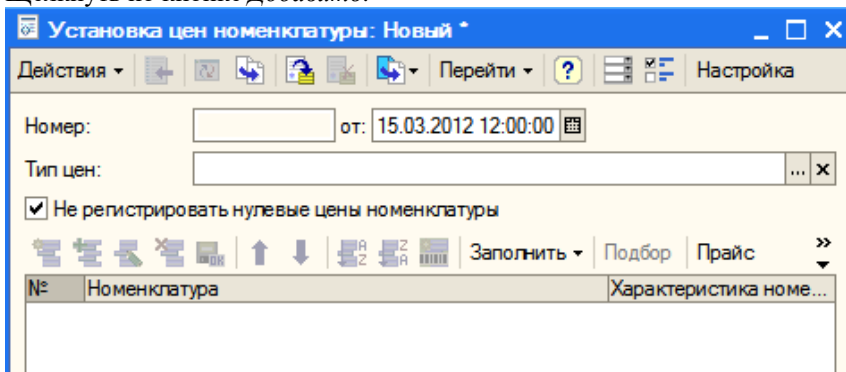 Установка цен номенклатуры: Новый *
Действия Перейти ? Настройка
Номер: от: 15.03.2012 12:00:00
Тип цен: ... x
Не регистрировать нулевые цены номенклатуры
Заполнить Подбор Прайс
№ Номенклатура Характеристика номе...